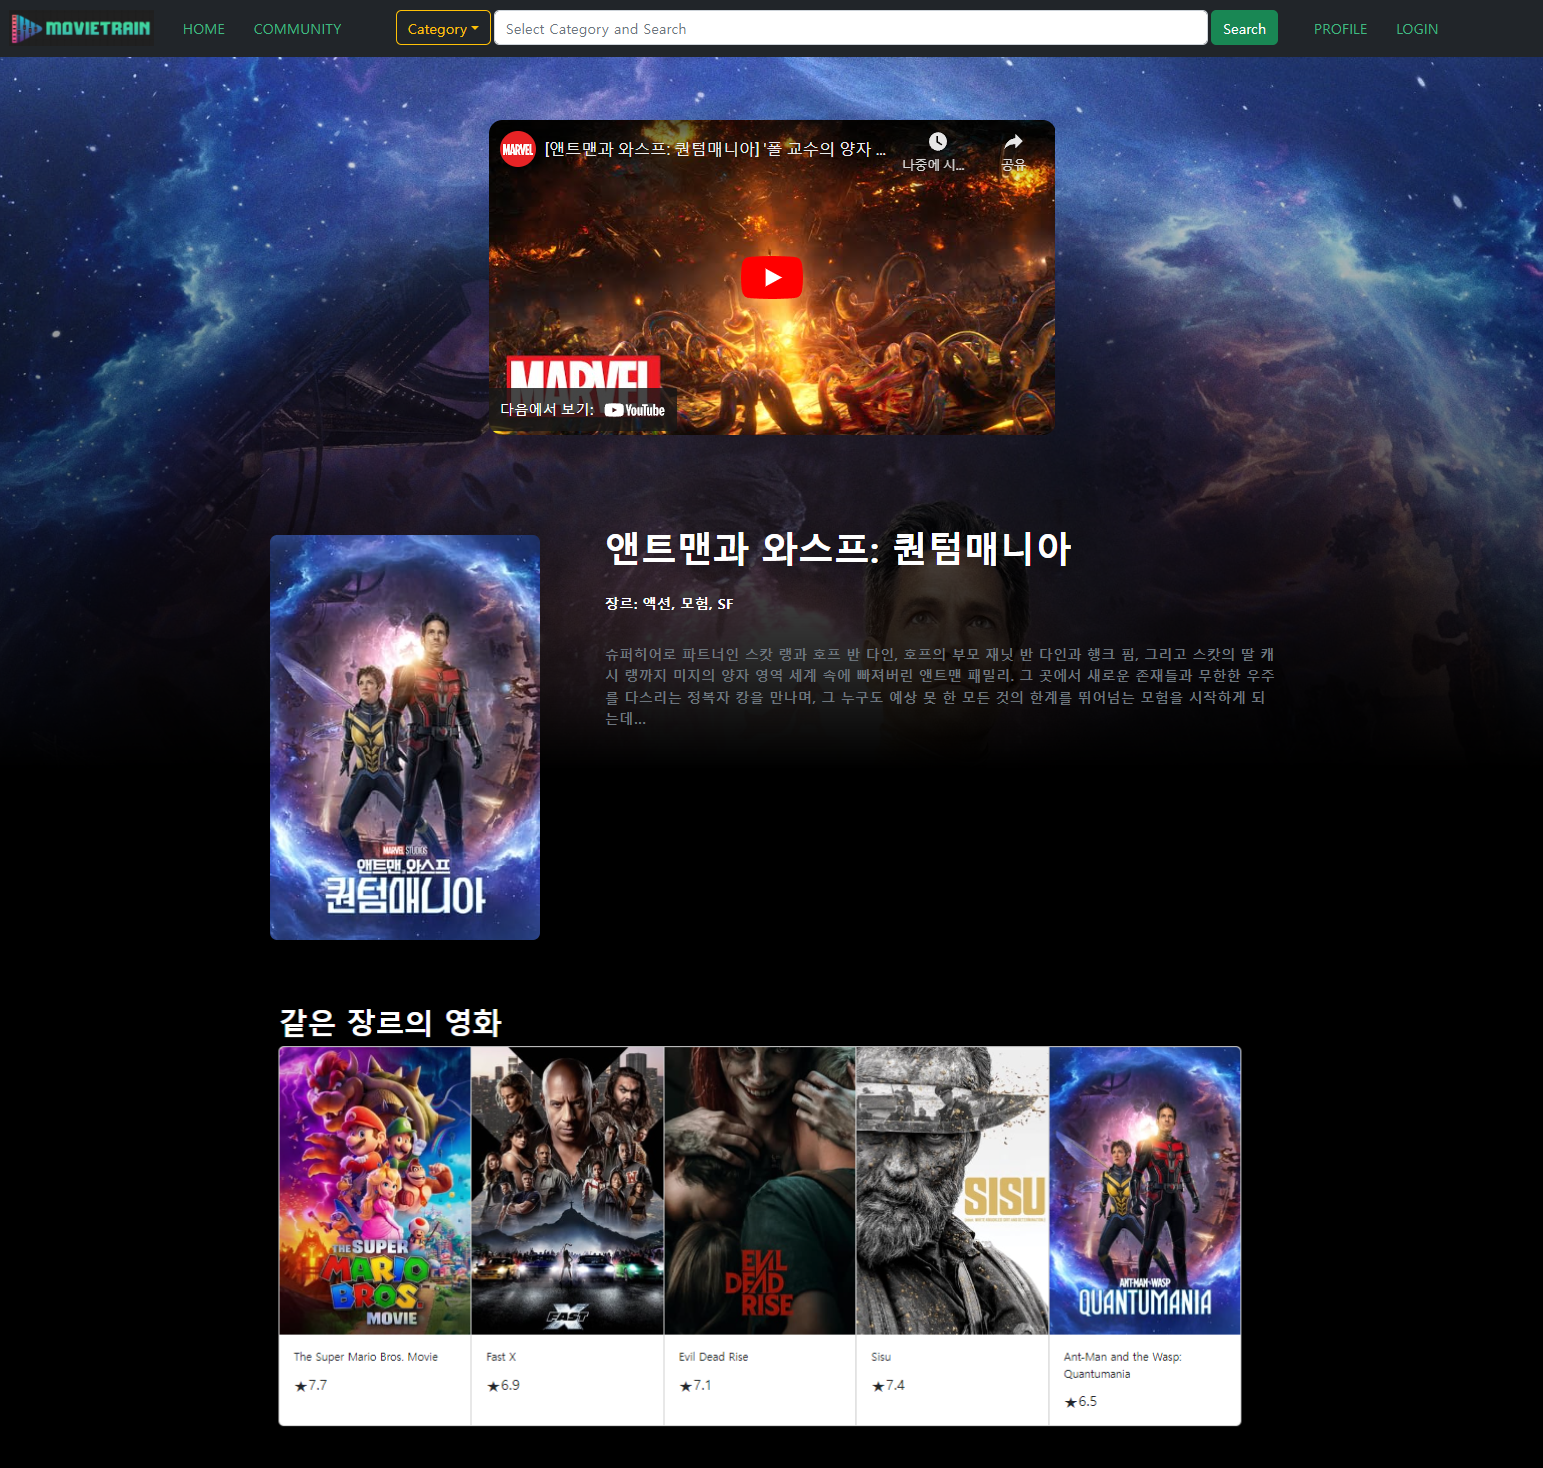 MOVIETRAIN HOME COMMUNITY Category Select Category and Search Search PROFILE LOGIN
MARVEL [앤트맨과 와스프: 퀀텀매니아] '폴 교수의 양자 ...
나중에 시... 공유
MARVEL
다음에서 보기: YouTube
앤트맨과 와스프: 퀀텀매니아
장르: 액션, 모험, SF
슈퍼히어로 파트너인 스캇 랭과 호프 반 다인, 호프의 부모 재닛 반 다인과 행크 핌, 그리고 스캇의 딸 캐
시 랭까지 미지의 양자 영역 세계 속에 빠져버린 앤트맨 패밀리. 그 곳에서 새로운 존재들과 무한한 우주
를 다스리는 정복자 캉을 만나며, 그 누구도 예상 못 한 모든 것의 한계를 뛰어넘는 모험을 시작하게 되
는데...
MARVEL STUDIOS
앤트맨과 와스프
퀀텀매니아
같은 장르의 영화
THE SUPER
MARIO
BROS.
MOVIE
FAST X
EVIL
DEAD
RISE
SISU
ANT-MAN AND THE WASP
QUANTUMANIA
The Super Mario Bros. Movie
★7.7
Fast X
★6.9
Evil Dead Rise
★7.1
Sisu
★7.4
Ant-Man and the Wasp:
Quantumania
★6.5